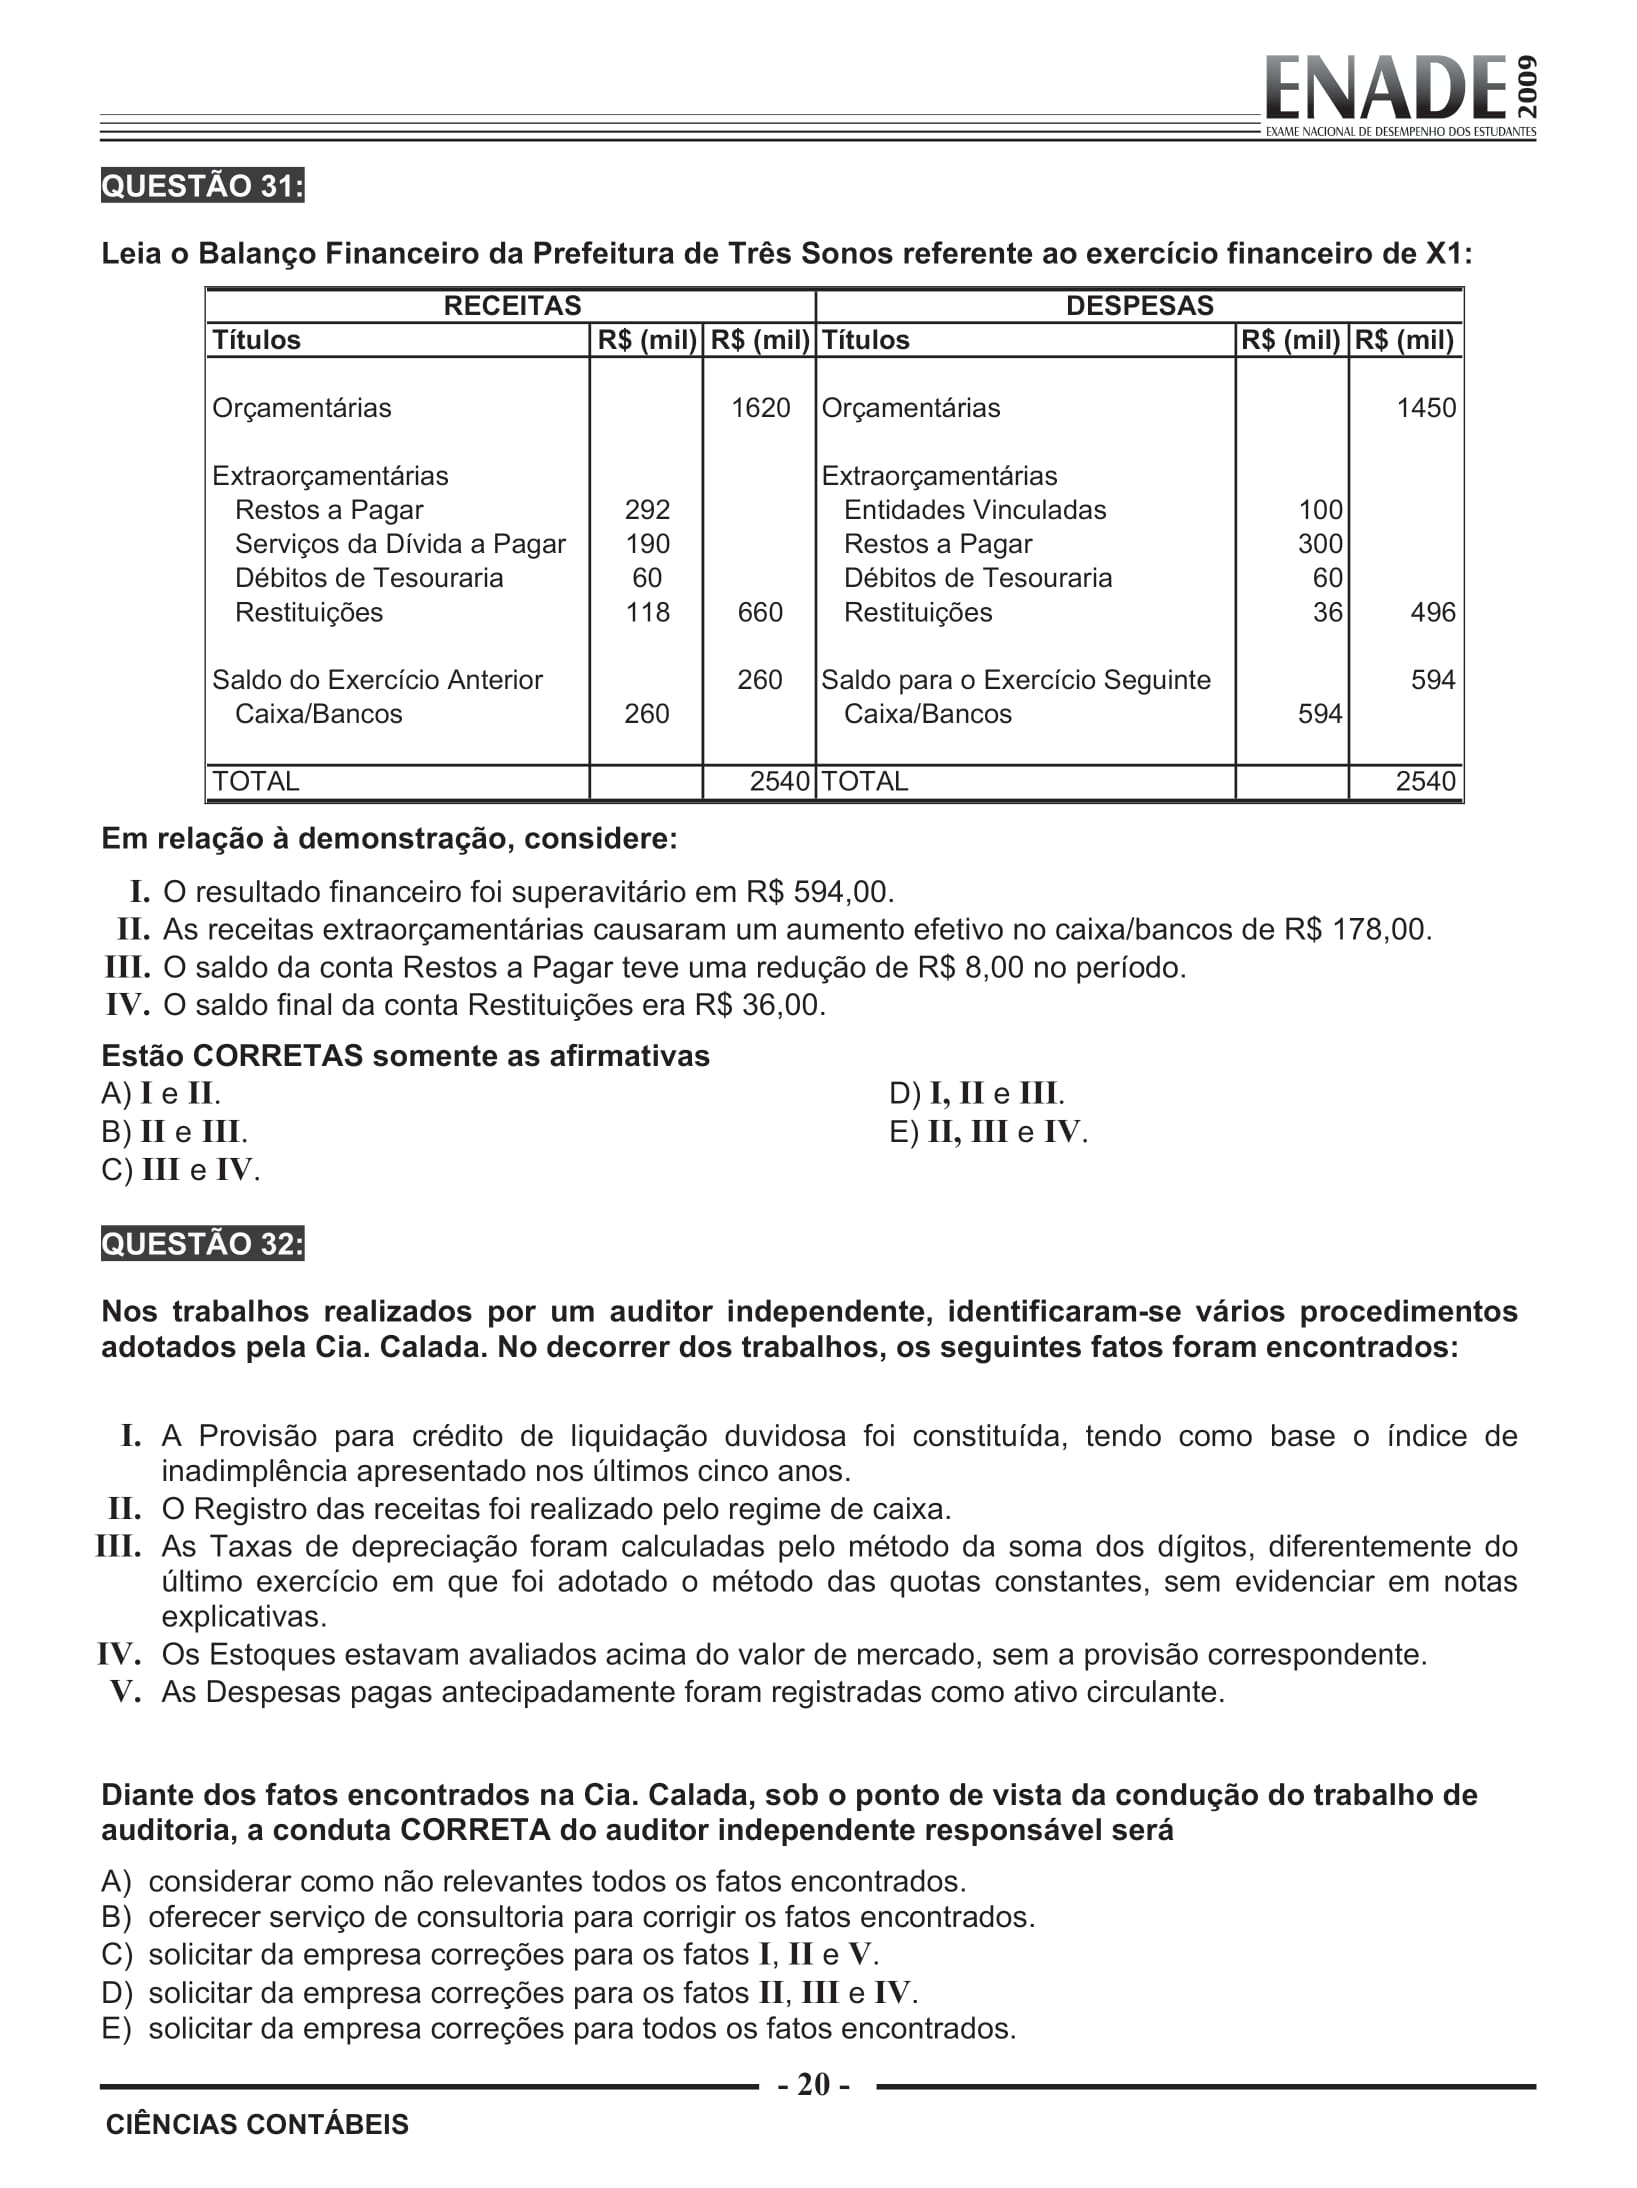 ENADE 2009
EXAME NACIONAL DE DESEMPENHO DOS ESTUDANTES
QUESTÃO 31:
Leia o Balanço Financeiro da Prefeitura de Três Sonos referente ao exercício financeiro de X1:
RECEITAS DESPESAS
Títulos R$ (mil) R$ (mil) Títulos R$ (mil) R$ (mil)
Orçamentárias 1620 Orçamentárias 1450
Extraorçamentárias Extraorçamentárias
Restos a Pagar 292 Entidades Vinculadas 100
Serviços da Dívida a Pagar 190 Restos a Pagar 300
Débitos de Tesouraria 60 Débitos de Tesouraria 60
Restituições 118 660 Restituições 36 496
Saldo do Exercício Anterior 260 Saldo para o Exercício Seguinte 594
Caixa/Bancos 260 Caixa/Bancos 594
TOTAL 2540 TOTAL 2540
Em relação à demonstração, considere:
I. O resultado financeiro foi superavitário em R$ 594,00.
II. As receitas extraorçamentárias causaram um aumento efetivo no caixa/bancos de R$ 178,00.
III. O saldo da conta Restos a Pagar teve uma redução de R$ 8,00 no período.
IV. O saldo final da conta Restituições era R$ 36,00.
Estão CORRETAS somente as afirmativas
A) I e II.
B) II e III.
C) III e IV.
D) I, II e III.
E) II, III e IV.
QUESTÃO 32:
Nos trabalhos realizados por um auditor independente, identificaram-se vários procedimentos
adotados pela Cia. Calada. No decorrer dos trabalhos, os seguintes fatos foram encontrados:
I. A Provisão para crédito de liquidação duvidosa foi constituída, tendo como base o índice de
inadimplência apresentado nos últimos cinco anos.
II. O Registro das receitas foi realizado pelo regime de caixa.
III. As Taxas de depreciação foram calculadas pelo método da soma dos dígitos, diferentemente do
último exercício em que foi adotado o método das quotas constantes, sem evidenciar em notas
explicativas.
IV. Os Estoques estavam avaliados acima do valor de mercado, sem a provisão correspondente.
V. As Despesas pagas antecipadamente foram registradas como ativo circulante.
Diante dos fatos encontrados na Cia. Calada, sob o ponto de vista da condução do trabalho de
auditoria, a conduta CORRETA do auditor independente responsável será
A) considerar como não relevantes todos os fatos encontrados.
B) oferecer serviço de consultoria para corrigir os fatos encontrados.
C) solicitar da empresa correções para os fatos I, II e V.
D) solicitar da empresa correções para os fatos II, III e IV.
E) solicitar da empresa correções para todos os fatos encontrados.
- 20 -
CIÊNCIAS CONTÁBEIS